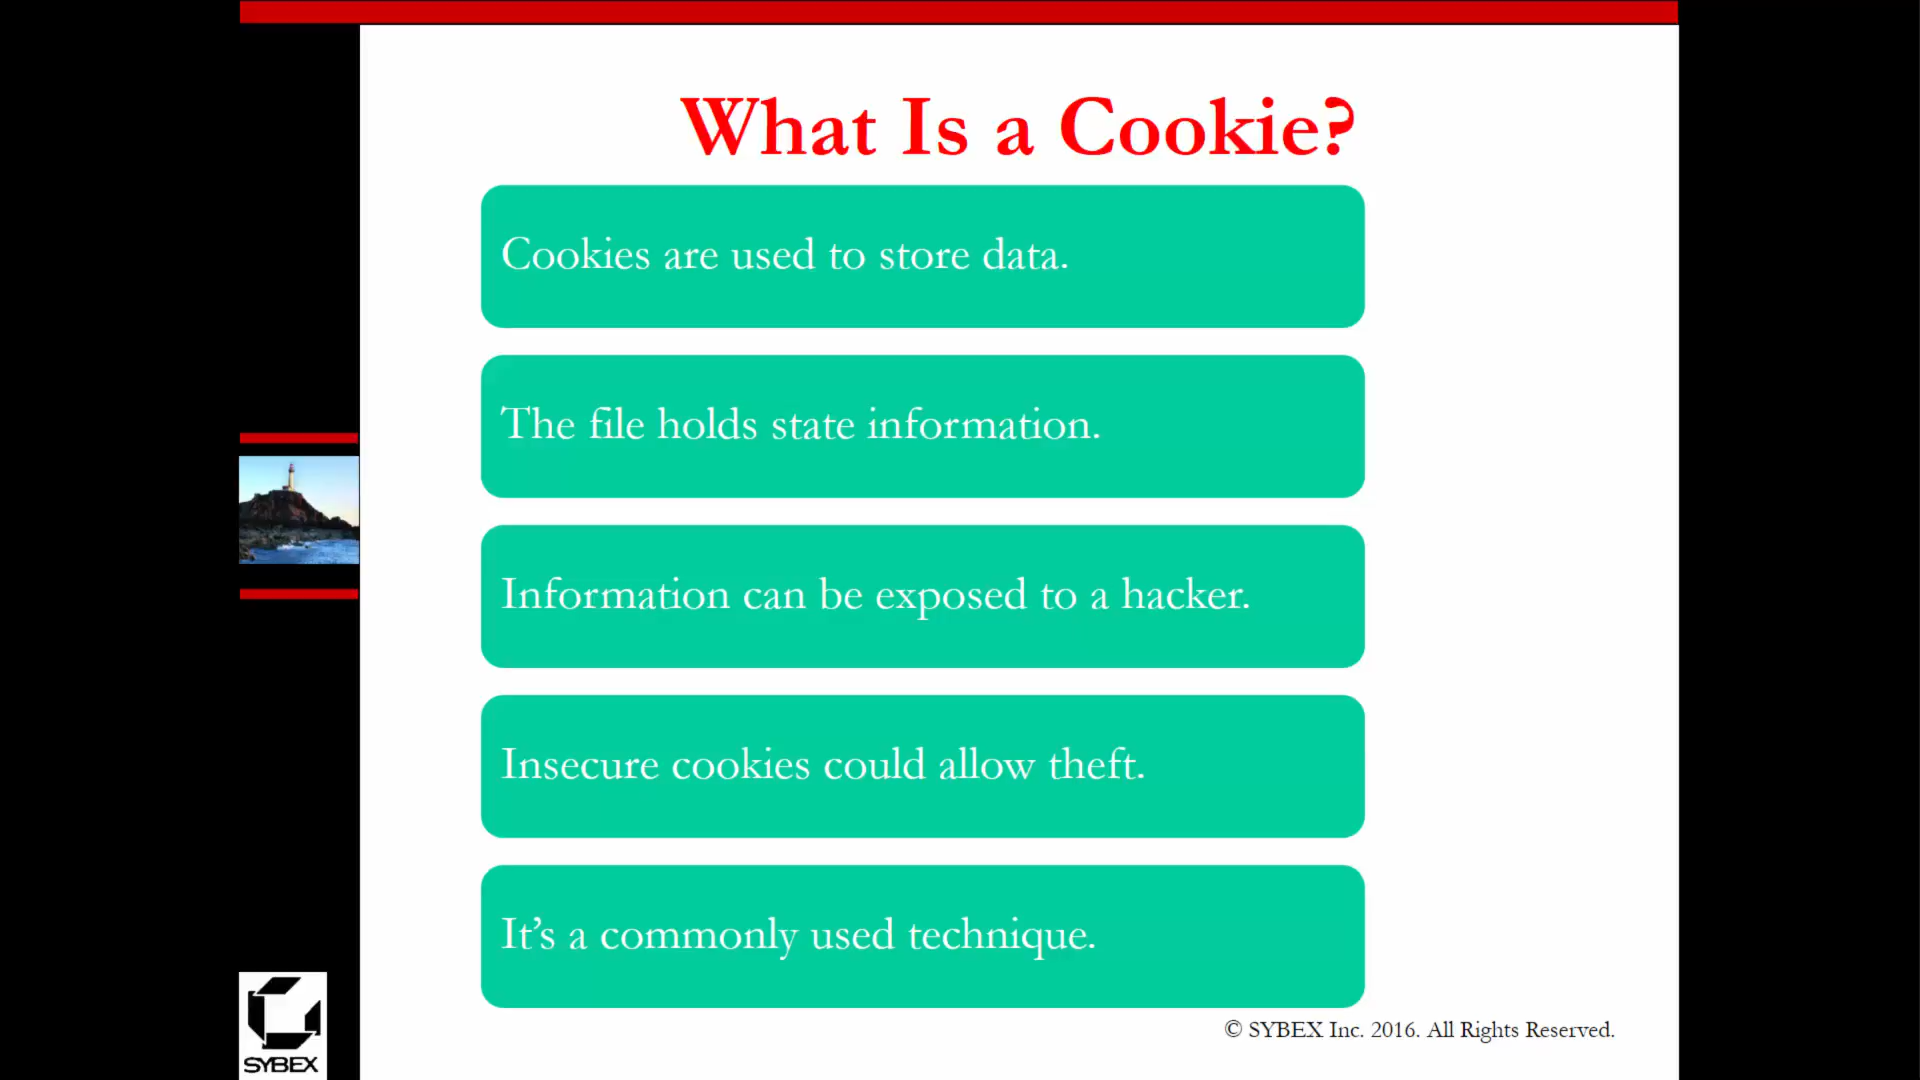 What Is a Cookie?
Cookies are used to store data.
The file holds state information.
Information can be exposed to a hacker.
Insecure cookies could allow theft.
It’s a commonly used technique.
© SYBEX Inc. 2016. All Rights Reserved.
SYBEX